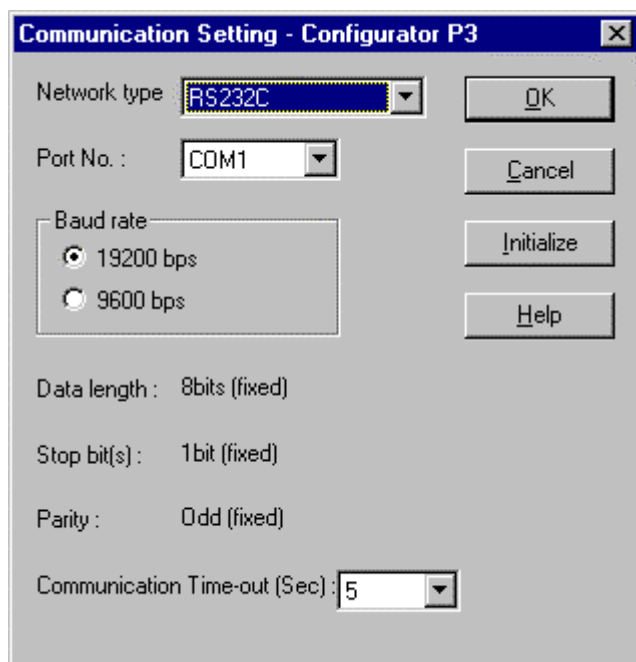 Communication Setting - Configurator P3
Network type RS232C
OK
Port No. : COM1
Cancel
Baud rate
19200 bps
9600 bps
Initialize
Help
Data length : 8bits (fixed)
Stop bit(s) : 1bit (fixed)
Parity : Odd (fixed)
Communication Time-out (Sec) : 5